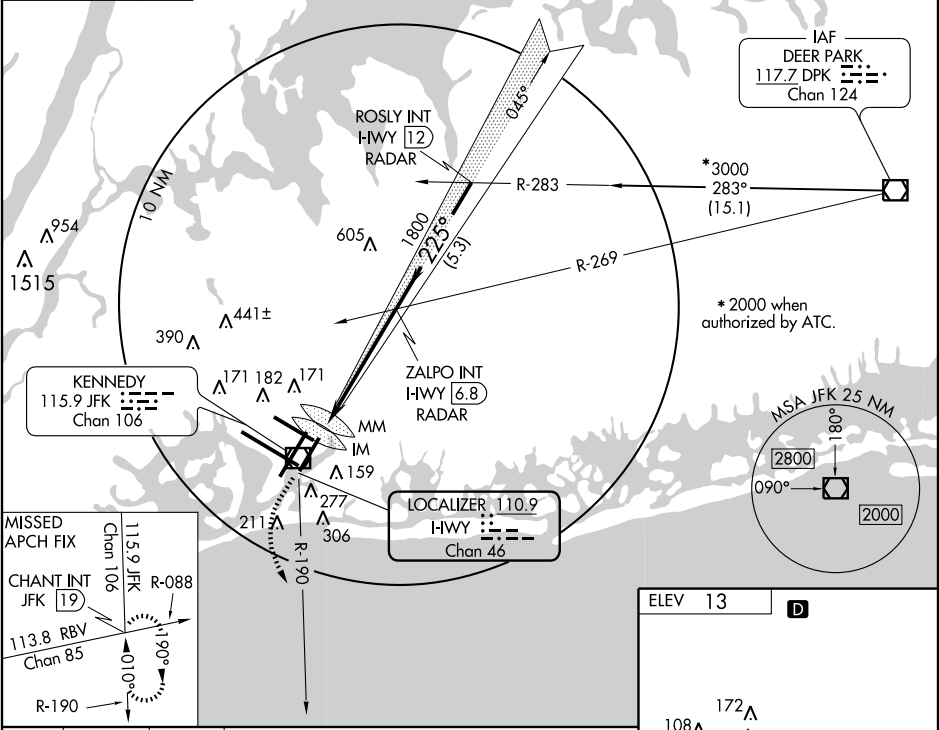 IAF
DEER PARK
117.7 DPK
Chan 124
ROSLY INT
I-IWY 12
RADAR
045°
10 NM
R-283
*3000
283°
(15.1)
954
1515
605
1800
225°
(5.3)
R-269
*2000 when
authorized by ATC.
441±
390
ZALPO INT
I-IWY 6.8
RADAR
KENNEDY
115.9 JFK
Chan 106
171
182
171
MM
IM
159
277
211
306
LOCALIZER 110.9
I-IWY
Chan 46
R-190
MSA JFK 25 NM
180°
2800
090°
2000
MISSED
APCH FIX
115.9 JFK
Chan 106
CHANT INT
JFK 19
R-088
113.8 RBV
Chan 85
190°
010°
R-190
ELEV 13
D
172
108